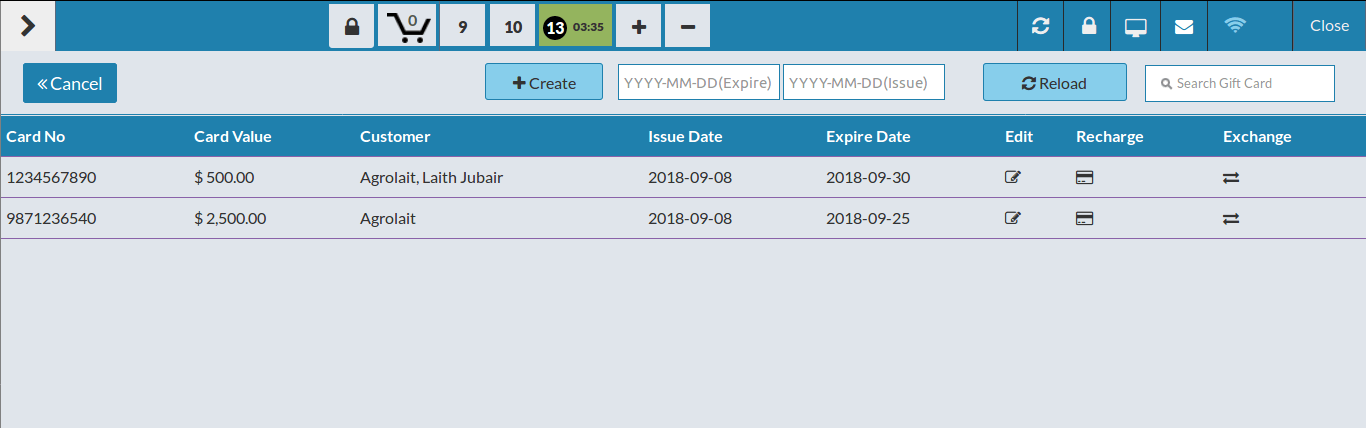 0 9 10 13 03:35 Close
Cancel Create YYYY-MM-DD(Expire) YYYY-MM-DD(Issue) Reload Search Gift Card
Card No Card Value Customer Issue Date Expire Date Edit Recharge Exchange
1234567890 $ 500.00 Agrolait, Laith Jubair 2018-09-08 2018-09-30
9871236540 $ 2,500.00 Agrolait 2018-09-08 2018-09-25